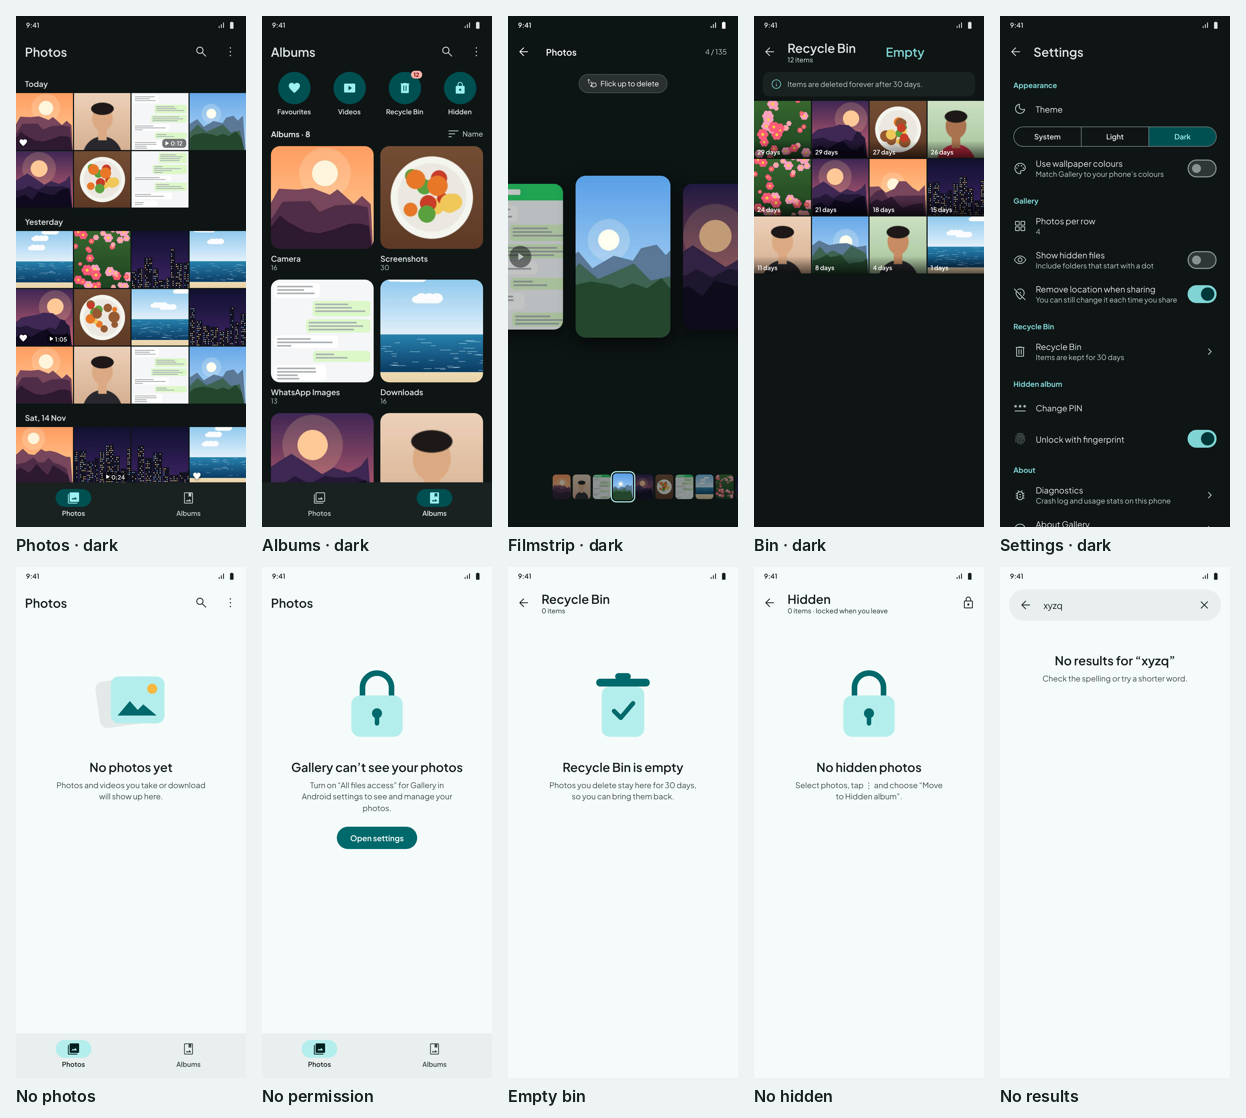 9:41
Photos
Today
0:12
Yesterday
1:05
Sat, 14 Nov
0:24
Photos
Albums
Photos · dark
9:41
Albums
12
Favourites
Videos
Recycle Bin
Hidden
Albums · 8
Name
Camera
16
Screenshots
30
WhatsApp Images
13
Downloads
16
Photos
Albums
Albums · dark
9:41
Photos
4/135
Flick up to delete
Filmstrip · dark
9:41
Recycle Bin
12 items
Empty
Items are deleted forever after 30 days.
29 days
29 days
27 days
26 days
24 days
21 days
18 days
15 days
11 days
8 days
4 days
1 days
Bin · dark
9:41
Settings
Appearance
Theme
System
Light
Dark
Use wallpaper colours
Match Gallery to your phone's colours
Gallery
Photos per row
4
Show hidden files
Include folders that start with a dot
Remove location when sharing
You can still change it each time you share
Recycle Bin
Recycle Bin
Items are kept for 30 days
Hidden album
Change PIN
Unlock with fingerprint
About
Diagnostics
Crash log and usage stats on this phone
About Gallery
Settings · dark
9:41
Photos
No photos yet
Photos and videos you take or download
will show up here.
Photos
Albums
No photos
9:41
Photos
Gallery can't see your photos
Turn on “All files access” for Gallery in
Android settings to see and manage your
photos.
Open settings
Photos
Albums
No permission
9:41
Recycle Bin
0 items
Recycle Bin is empty
Photos you delete stay here for 30 days,
so you can bring them back.
Empty bin
9:41
Hidden
0 items · locked when you leave
No hidden photos
Select photos, tap ⋮ and choose “Move
to Hidden album”.
No hidden
9:41
xyzq
No results for “xyzq”
Check the spelling or try a shorter word.
No results